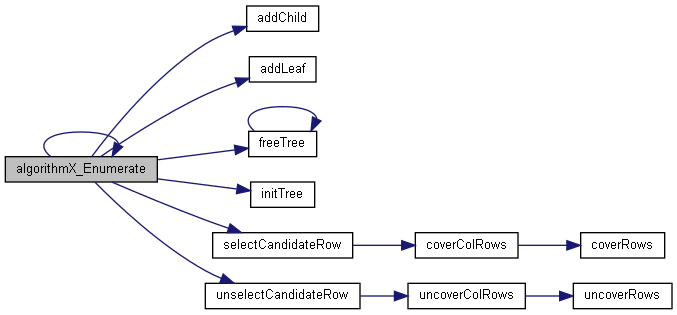 addChild
addLeaf
freeTree
algorithmX_Enumerate
initTree
selectCandidateRow
coverColRows
coverRows
unselectCandidateRow
uncoverColRows
uncoverRows